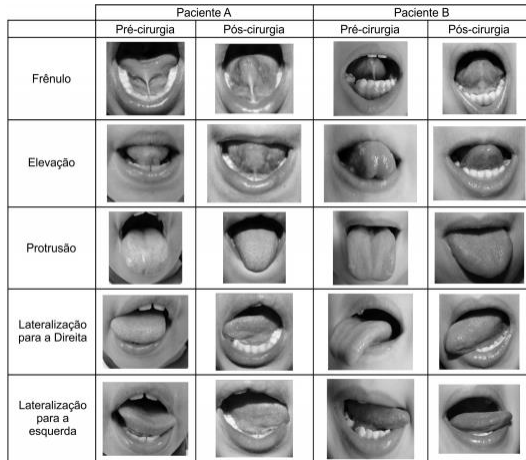 Paciente A Paciente B
Pré-cirurgia Pós-cirurgia Pré-cirurgia Pós-cirurgia
Frênulo
Elevação
Protrusão
Lateralização
para a Direita
Lateralização
para a
esquerda